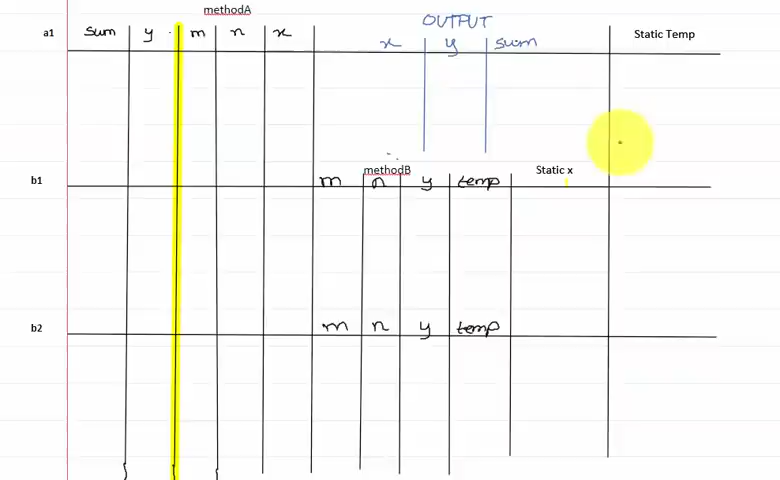 methodA
a1 sum y m n x OUTPUT Static Temp
x y sum
methodB Static x
b1 m n y temp
b2 m n y temp